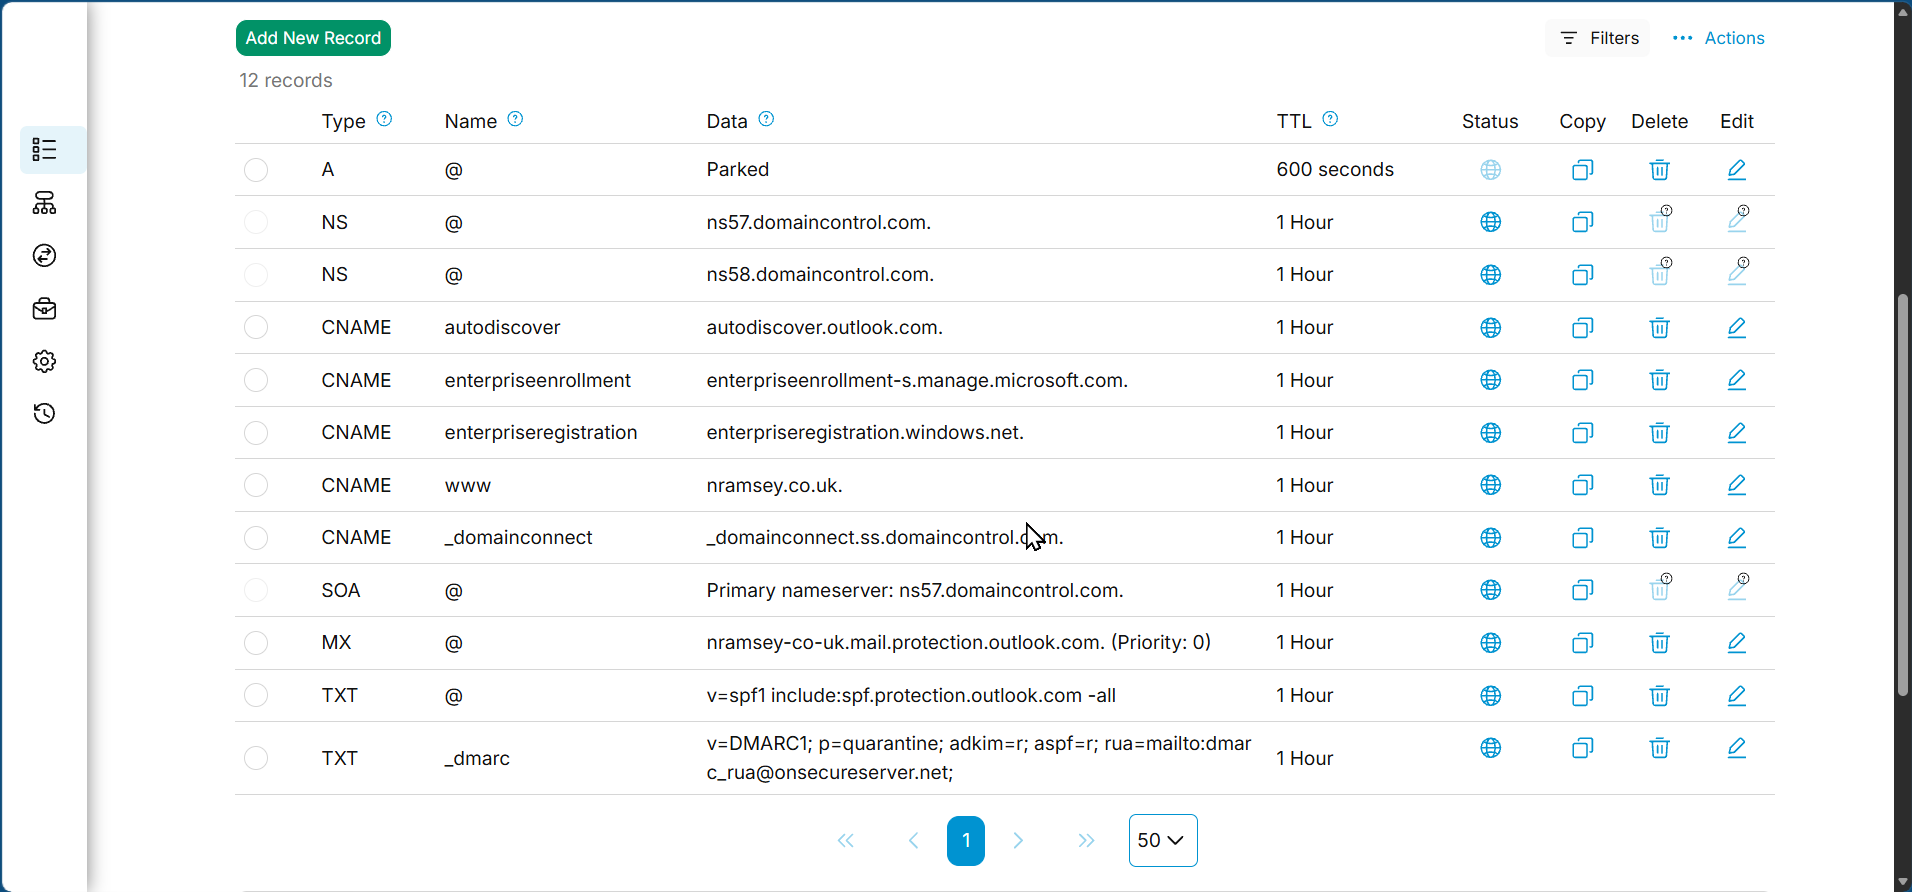 Add New Record
Filters
Actions
12 records
Type Name Data TTL Status Copy Delete Edit
A @ Parked 600 seconds
NS @ ns57.domaincontrol.com. 1 Hour
NS @ ns58.domaincontrol.com. 1 Hour
CNAME autodiscover autodiscover.outlook.com. 1 Hour
CNAME enterpriseenrollment enterpriseenrollment-s.manage.microsoft.com. 1 Hour
CNAME enterpriseregistration enterpriseregistration.windows.net. 1 Hour
CNAME www nramsey.co.uk. 1 Hour
CNAME _domainconnect _domainconnect.ss.domaincontrol.com. 1 Hour
SOA @ Primary nameserver: ns57.domaincontrol.com. 1 Hour
MX @ nramsey-co-uk.mail.protection.outlook.com. (Priority: 0) 1 Hour
TXT @ v=spf1 include:spf.protection.outlook.com -all 1 Hour
TXT _dmarc v=DMARC1; p=quarantine; adkim=r; aspf=r; rua=mailto:dmar
c_rua@onsecureserver.net; 1 Hour
1 50